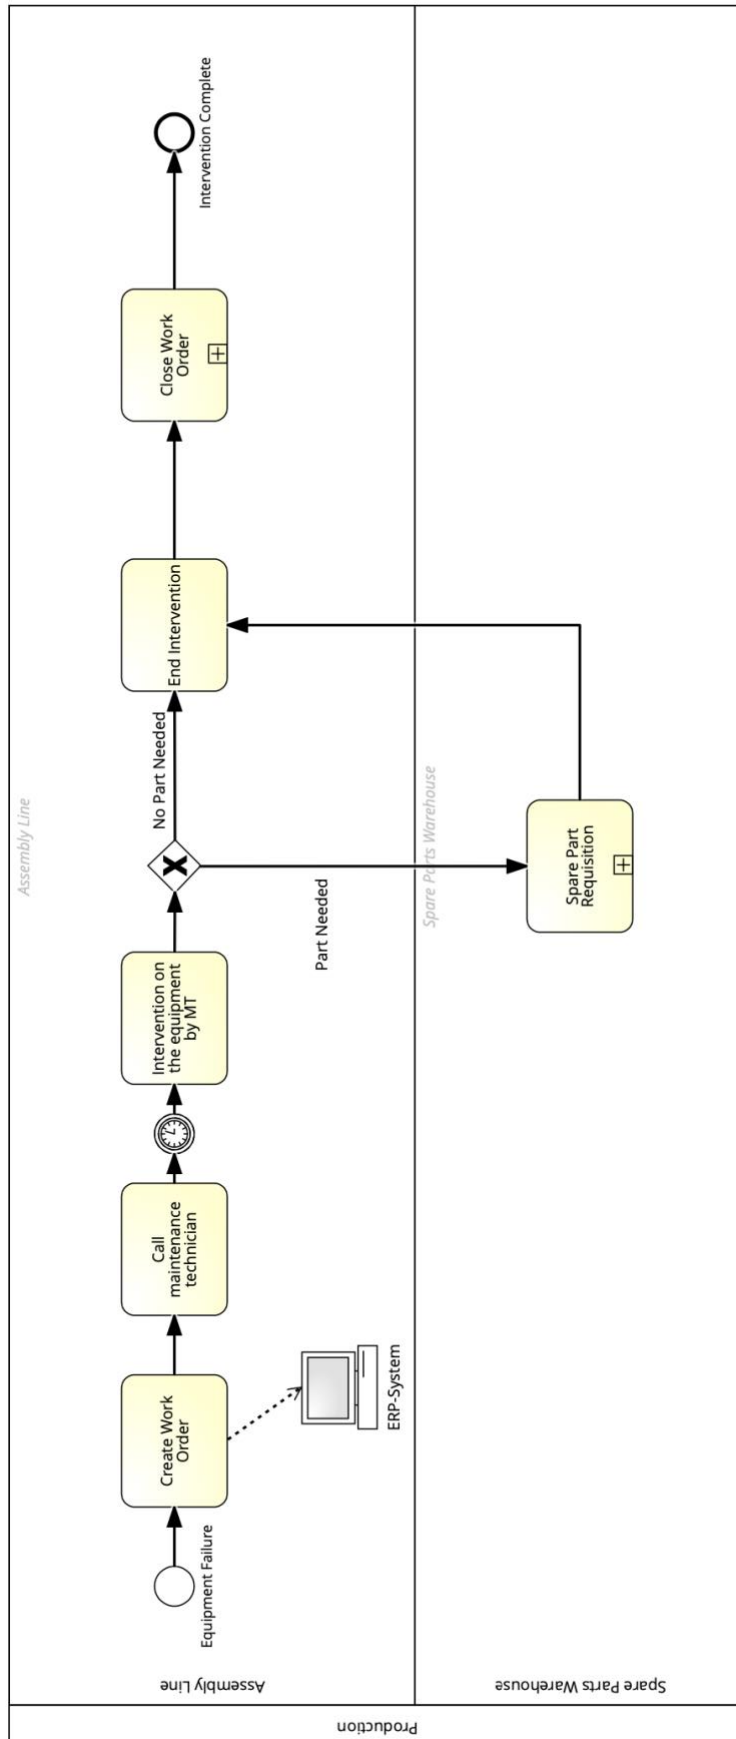 Production
Assembly Line
Spare Parts Warehouse
Assembly Line
Equipment Failure
Create Work
Order
ERP-System
Call
maintenance
technician
Intervention on
the equipment
by MT
X
No Part Needed
Part Needed
Spare Parts Warehouse
Spare Part
Requisition
End Intervention
Close Work
Order
Intervention Complete